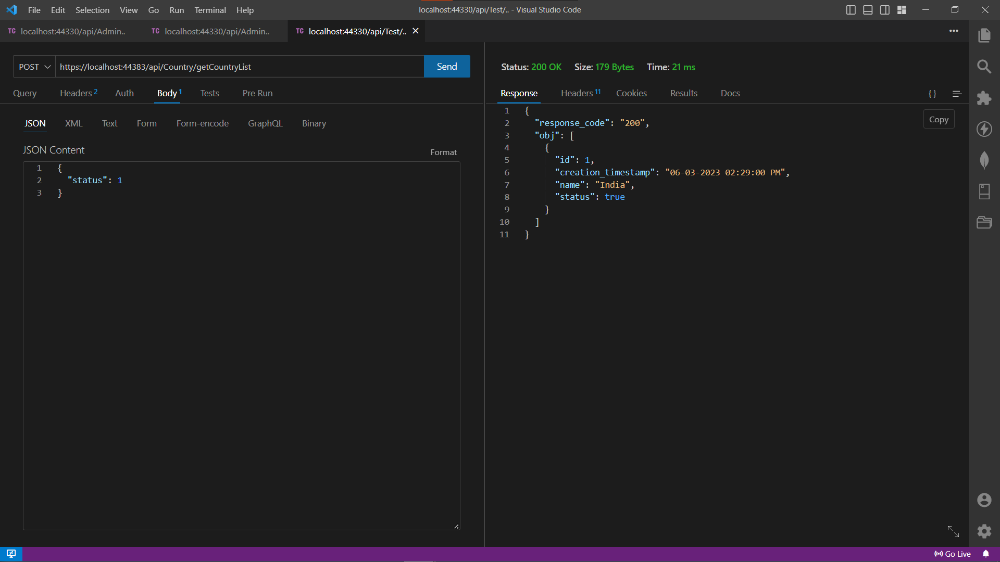 File Edit Selection View Go Run Terminal Help
localhost:44330/api/Test/.. - Visual Studio Code
TC localhost:44330/api/Admin..
TC localhost:44330/api/Admin..
TC localhost:44330/api/Test/..
POST https://localhost:44383/api/Country/getCountryList Send
Query Headers 2 Auth Body 1 Tests Pre Run
JSON XML Text Form Form-encode GraphQL Binary
JSON Content
Format
1 {
2 "status": 1
3 }
Status: 200 OK Size: 179 Bytes Time: 21 ms
Response Headers 11 Cookies Results Docs { }
Copy
1 {
2 "response_code": "200",
3 "obj": [
4 {
5 "id": 1,
6 "creation_timestamp": "06-03-2023 02:29:00 PM",
7 "name": "India",
8 "status": true
9 }
10 ]
11 }
Go Live